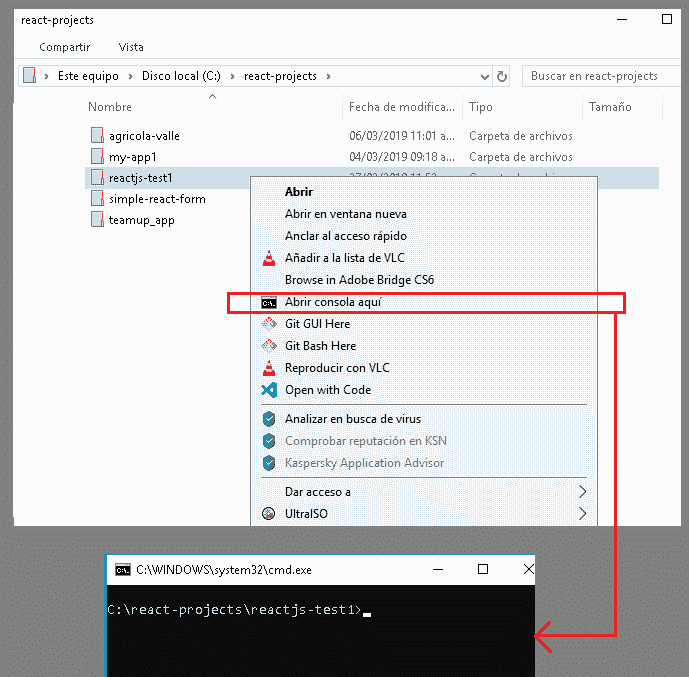 react-projects
Compartir Vista
Este equipo Disco local (C:) react-projects Buscar en react-projects
Nombre Fecha de modifica... Tipo Tamaño
agricola-valle 06/03/2019 11:01 a... Carpeta de archivos
my-app1 04/03/2019 09:18 a... Carpeta de archivos
reactjs-test1
simple-react-form
teamup_app
Abrir
Abrir en ventana nueva
Anclar al acceso rápido
Añadir a la lista de VLC
Browse in Adobe Bridge CS6
C:\. Abrir consola aquí
Git GUI Here
Git Bash Here
Reproducir con VLC
Open with Code
Analizar en busca de virus
Comprobar reputación en KSN
Kaspersky Application Advisor
Dar acceso a
UltraISO
C:\. C:\WINDOWS\system32\cmd.exe
C:\react-projects\reactjs-test1>